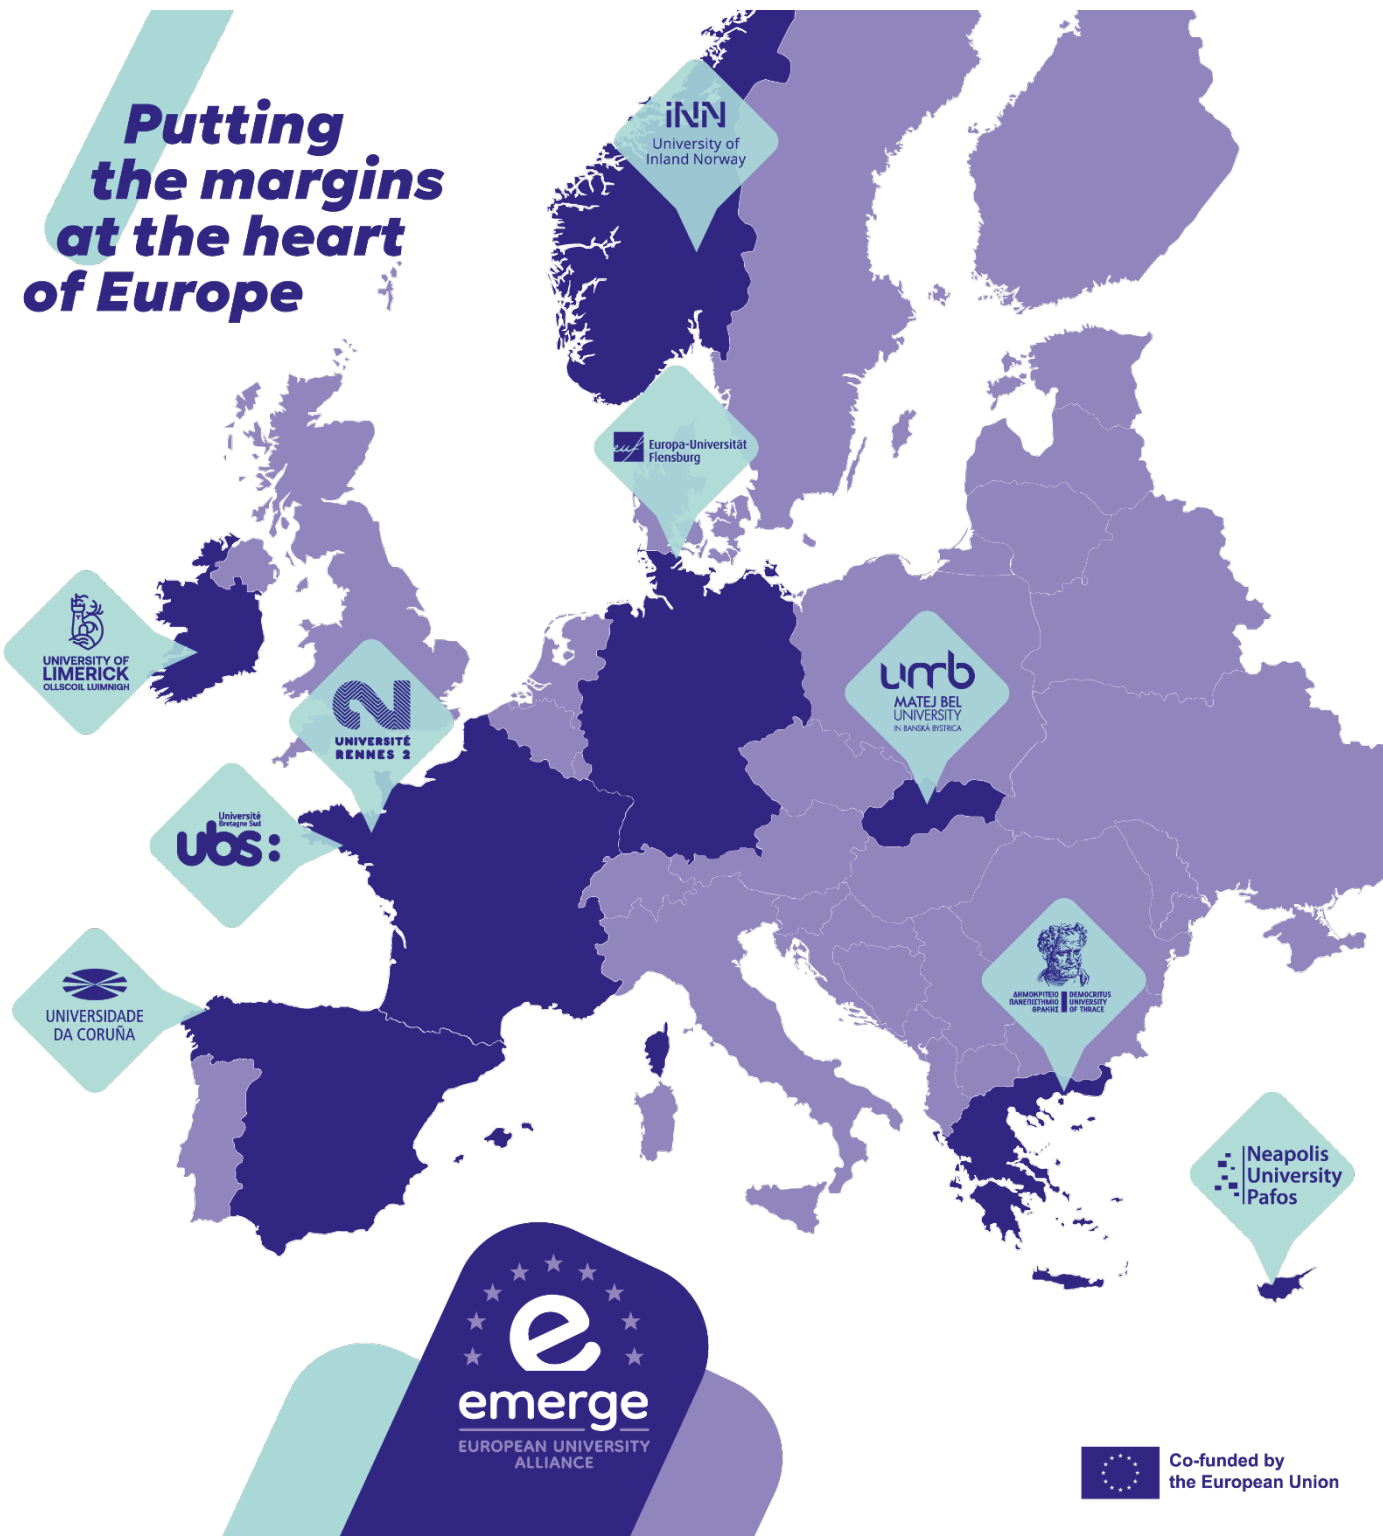 Putting
the margins
at the heart
of Europe
iNN
University of
Inland Norway
euf
Europa-Universität
Flensburg
UNIVERSITY OF
LIMERICK
OLLSCOIL LUIMNIGH
2
UNIVERSITÉ
RENNES 2
umb
MATEJ BEL
UNIVERSITY
IN BANSKÁ BYSTRICA
Université
Bretagne Sud
ubs:
UNIVERSIDADE
DA CORUÑA
ΔΗΜΟΚΡΙΤΕΙΟ
ΠΑΝΕΠΙΣΤΗΜΙΟ
ΘΡΑΚΗΣ
DEMOCRITUS
UNIVERSITY
OF THRACE
Neapolis
University
Pafos
e
emerge
EUROPEAN UNIVERSITY
ALLIANCE
Co-funded by
the European Union